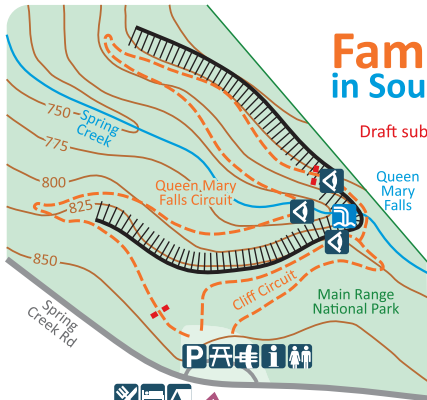 Fam
in Sou
Draft sub
750
Spring
Creek
775
800
825
Queen Mary
Falls Circuit
Queen
Mary
Falls
850
Cliff Circuit
Main Range
National Park
Spring
Creek Rd
P
i